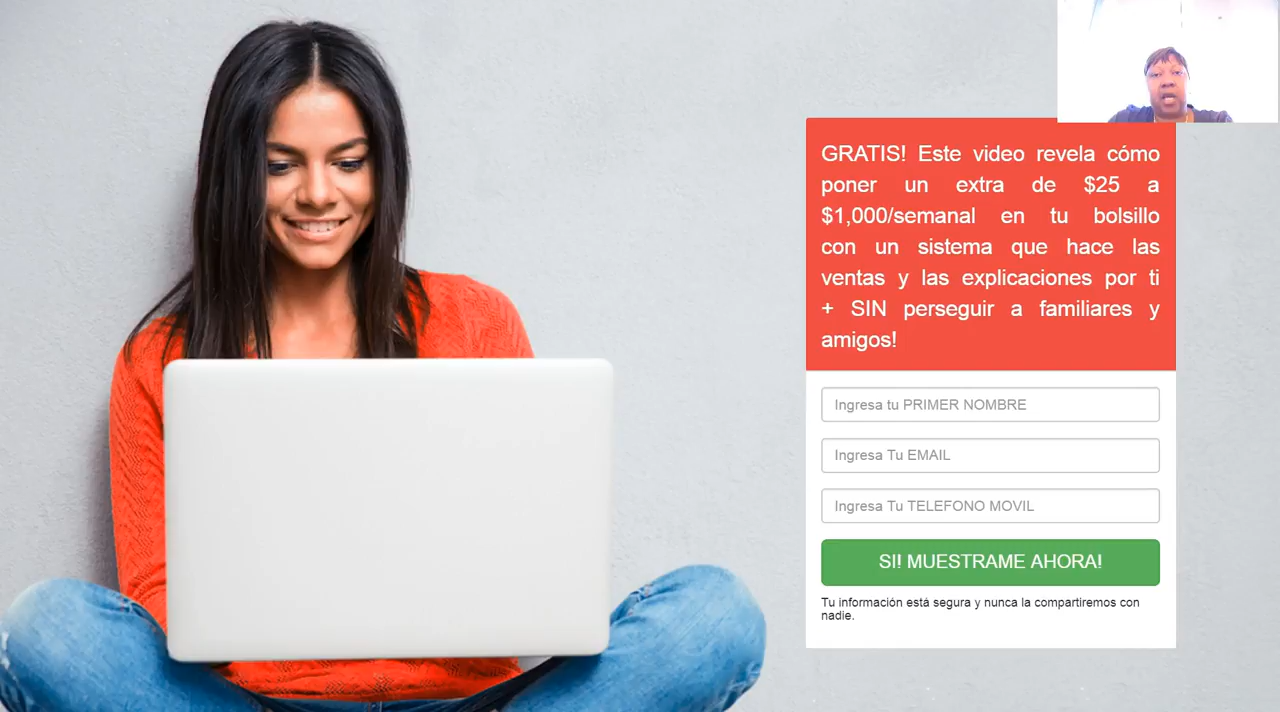 GRATIS! Este video revela cómo
poner un extra de $25 a
$1,000/semanal en tu bolsillo
con un sistema que hace las
ventas y las explicaciones por ti
+ SIN perseguir a familiares y
amigos!
Ingresa tu PRIMER NOMBRE
Ingresa Tu EMAIL
Ingresa Tu TELEFONO MOVIL
SI! MUESTRAME AHORA!
Tu información está segura y nunca la compartiremos con
nadie.